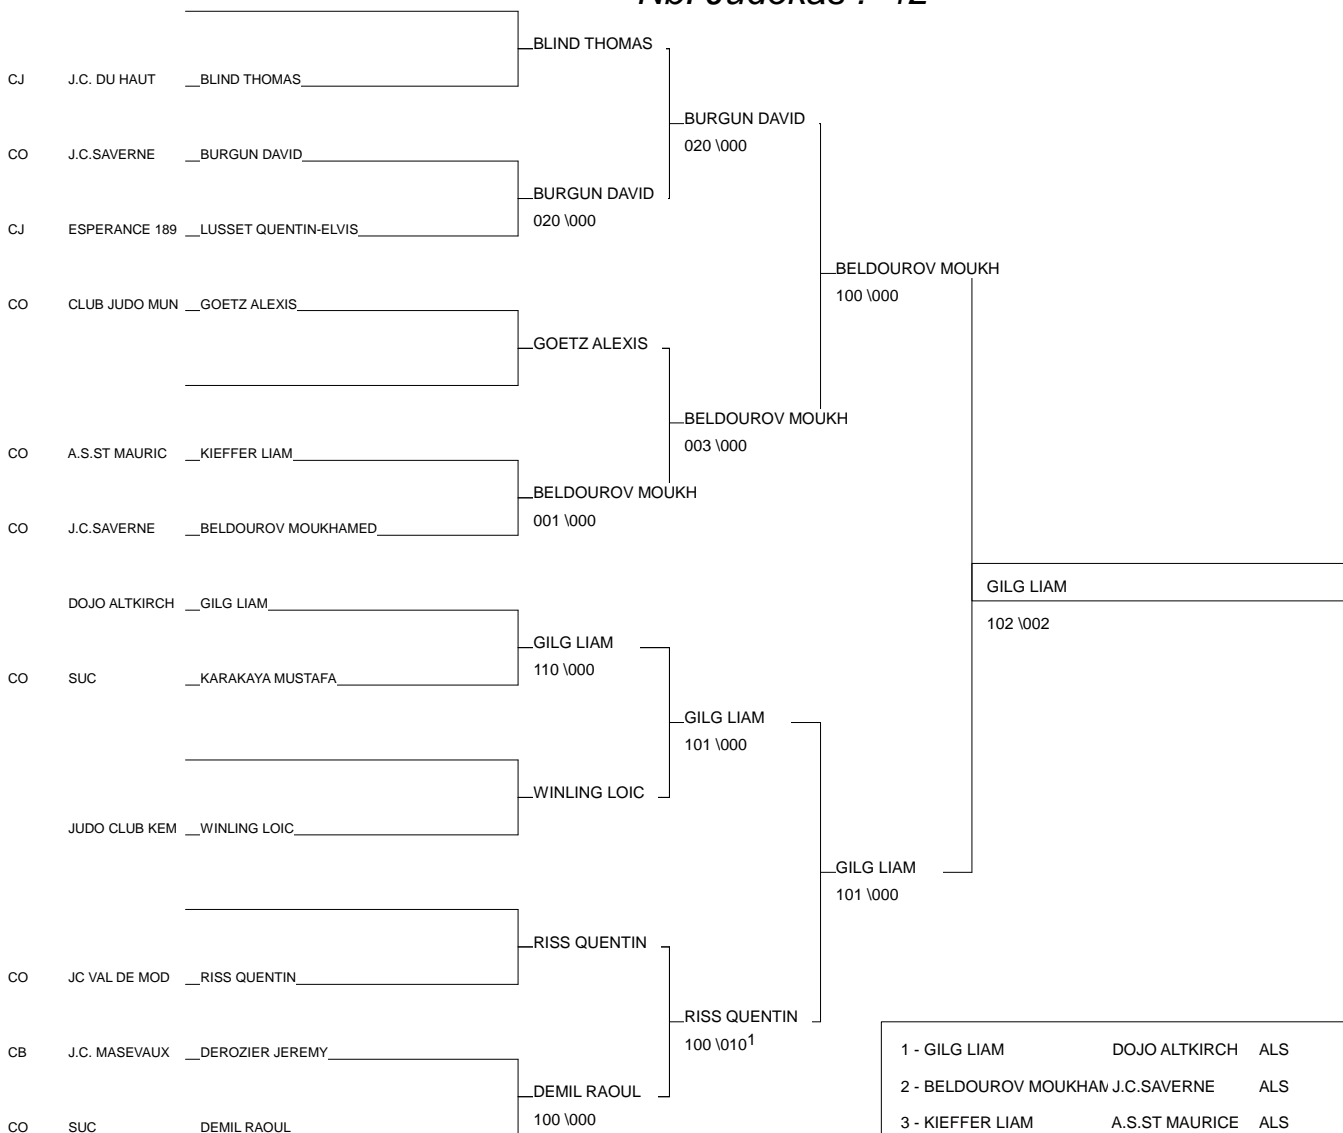 Nbr Judokas : 12
BLIND THOMAS
CJ J.C. DU HAUT BLIND THOMAS
BURGUN DAVID
020 \000
CO J.C.SAVERNE BURGUN DAVID
BURGUN DAVID
020 \000
CJ ESPERANCE 189 LUSSET QUENTIN-ELVIS
BELDOUROV MOUKH
100 \000
CO CLUB JUDO MUN GOETZ ALEXIS
GOETZ ALEXIS
BELDOUROV MOUKH
003 \000
CO A.S.ST MAURIC KIEFFER LIAM
BELDOUROV MOUKH
001 \000
CO J.C.SAVERNE BELDOUROV MOUKHAMED
GILG LIAM
102 \002
DOJO ALTKIRCH GILG LIAM
GILG LIAM
110 \000
CO SUC KARAKAYA MUSTAFA
GILG LIAM
101 \000
WINLING LOIC
JUDO CLUB KEM WINLING LOIC
GILG LIAM
101 \000
RISS QUENTIN
CO JC VAL DE MOD RISS QUENTIN
RISS QUENTIN
100 \010 1
CB J.C. MASEVAUX DEROZIER JEREMY
DEMIL RAOUL
100 \000
CO SUC DEMIL RAOUL
1 - GILG LIAM DOJO ALTKIRCH ALS
2 - BELDOUROV MOUKHAM J.C.SAVERNE ALS
3 - KIEFFER LIAM A.S.ST MAURICE ALS